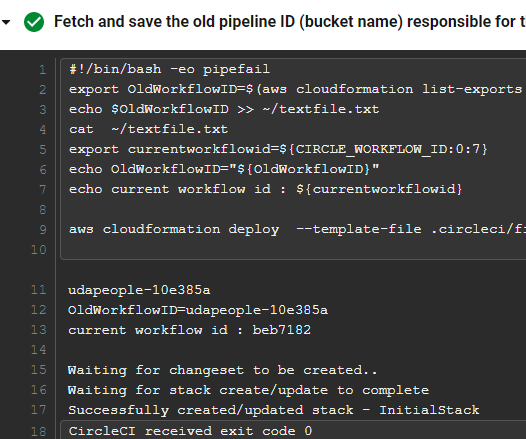 Fetch and save the old pipeline ID (bucket name) responsible for
1 #!/bin/bash -eo pipefail
2 export OldWorkflowID=$(aws cloudformation list-exports
3 echo $OldWorkflowID >> ~/textfile.txt
4 cat  ~/textfile.txt
5 export currentworkflowid=${CIRCLE_WORKFLOW_ID:0:7}
6 echo OldWorkflowID="${OldWorkflowID}"
7 echo current workflow id : ${currentworkflowid}
8
9 aws cloudformation deploy  --template-file .circleci/fi
10
11 udapeople-10e385a
12 OldWorkflowID=udapeople-10e385a
13 current workflow id : beb7182
14
15 Waiting for changeset to be created..
16 Waiting for stack create/update to complete
17 Successfully created/updated stack - InitialStack
18 CircleCI received exit code 0